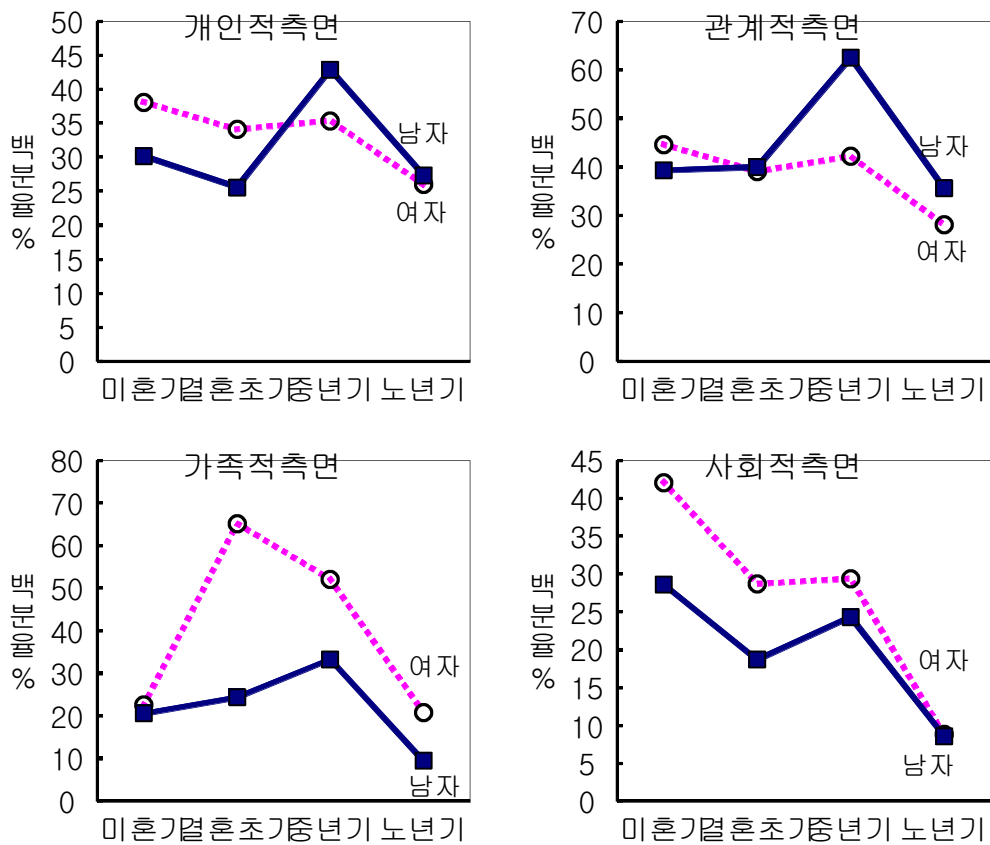 개인적측면
50
45
40
35
30
25
20
15
10
5
0
백분율 %
남자
여자
미혼기 결혼초기 중년기 노년기
관계적측면
70
60
50
40
30
20
10
0
백분율 %
남자
여자
미혼기 결혼초기 중년기 노년기
가족적측면
80
70
60
50
40
30
20
10
0
백분율 %
여자
남자
미혼기 결혼초기 중년기 노년기
사회적측면
45
40
35
30
25
20
15
10
5
0
백분율 %
여자
남자
미혼기 결혼초기 중년기 노년기